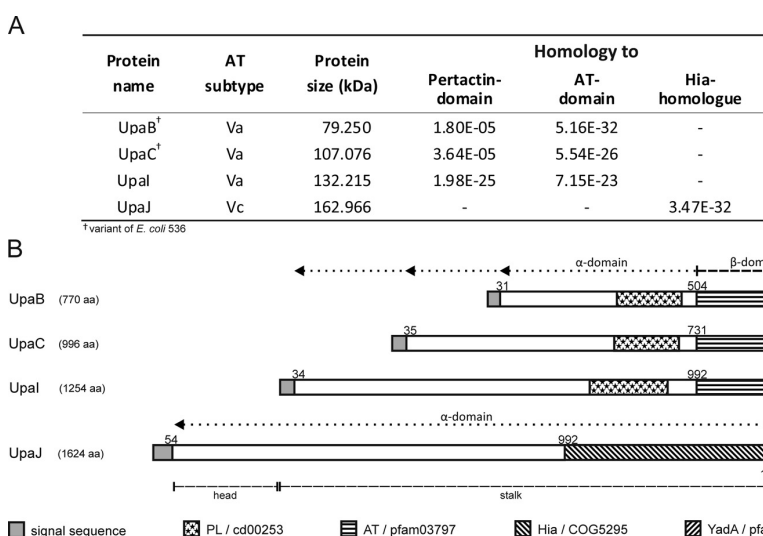 A
Homology to
Protein name AT subtype Protein size (kDa) Pertactin-domain AT-domain Hia-homologue
UpaB† Va 79.250 1.80E-05 5.16E-32 -
UpaC† Va 107.076 3.64E-05 5.54E-26 -
UpaI Va 132.215 1.98E-25 7.15E-23 -
UpaJ Vc 162.966 - - 3.47E-32
†variant of E. coli 536
B
α-domain β-dom
31 504
UpaB (770 aa)
35 731
UpaC (996 aa)
34 992
UpaI (1254 aa)
α-domain
54 992
UpaJ (1624 aa)
head stalk
signal sequence PL / cd00253 AT / pfam03797 Hia / COG5295 YadA / pfa